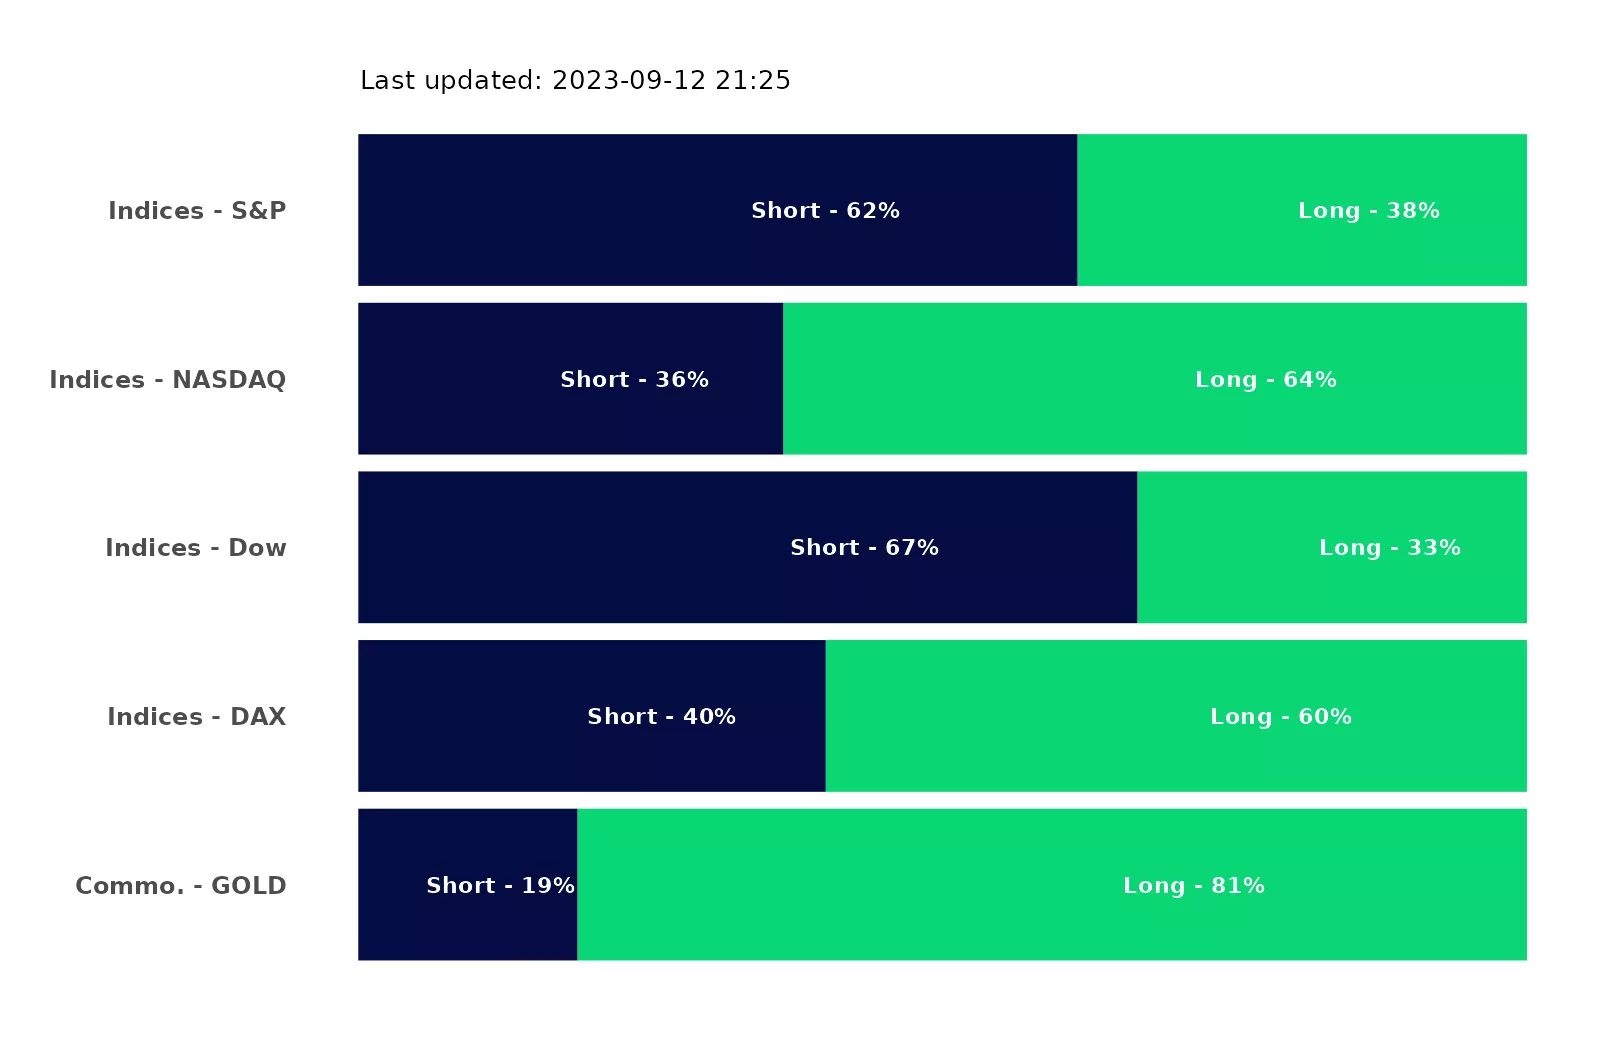 Last updated: 2023-09-12 21:25
Indices - S&P Short - 62% Long - 38%
Indices - NASDAQ Short - 36% Long - 64%
Indices - Dow Short - 67% Long - 33%
Indices - DAX Short - 40% Long - 60%
Commo. - GOLD Short - 19% Long - 81%